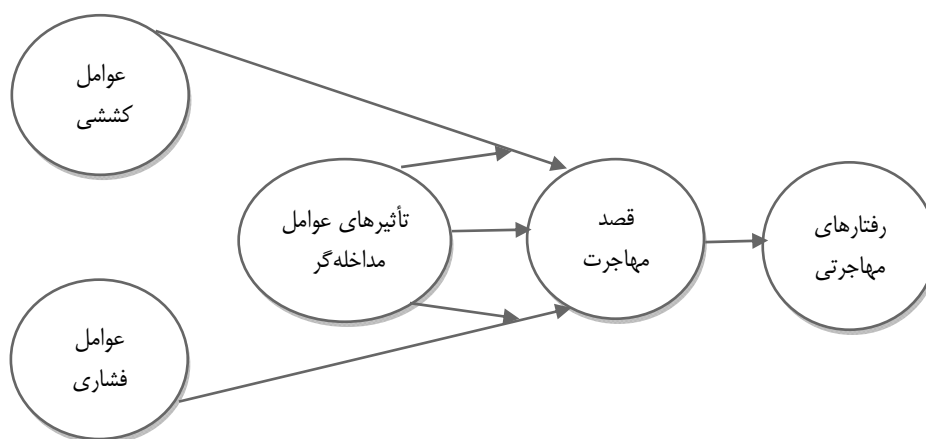 عوامل
کششی
تأثیرهای عوامل
مداخله‌گر
قصد
مهاجرت
رفتارهای
مهاجرتی
عوامل
فشاری